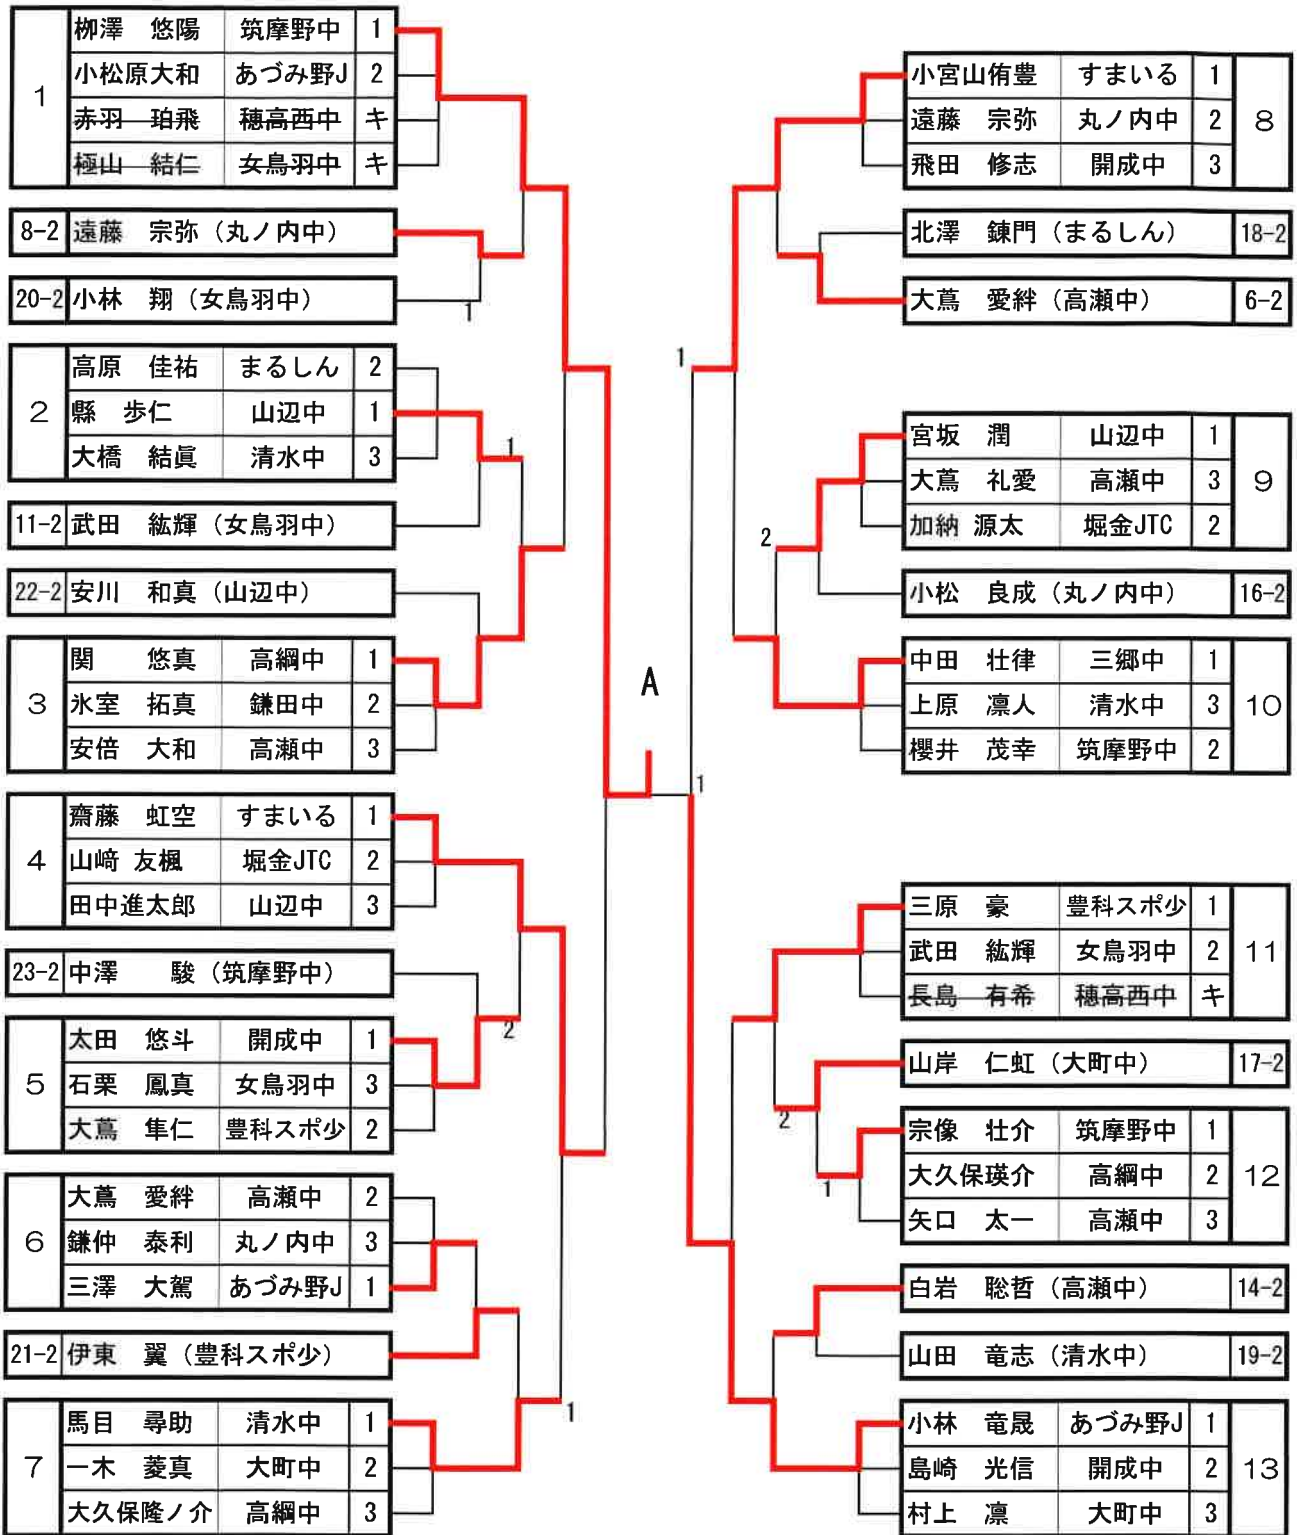 1
栁澤 悠陽 筑摩野中 1
小松原大和 あづみ野J 2
赤羽 珀飛 穂高西中 キ
極山 結仁 女鳥羽中 キ
8-2 遠藤 宗弥（丸ノ内中）
20-2 小林 翔（女鳥羽中）
1
2
高原 佳祐 まるしん 2
縣 歩仁 山辺中 1
大橋 結眞 清水中 3
1
11-2 武田 紘輝（女鳥羽中）
22-2 安川 和真（山辺中）
3
関 悠真 高綱中 1
氷室 拓真 鎌田中 2
安倍 大和 高瀬中 3
4
齋藤 虹空 すまいる 1
山﨑 友楓 堀金JTC 2
田中進太郎 山辺中 3
23-2 中澤 駿（筑摩野中）
2
5
太田 悠斗 開成中 1
石栗 鳳真 女鳥羽中 3
大蔦 隼仁 豊科スポ少 2
6
大蔦 愛絆 高瀬中 2
鎌仲 泰利 丸ノ内中 3
三澤 大駕 あづみ野J 1
21-2 伊東 翼（豊科スポ少）
1
7
馬目 尋助 清水中 1
一木 菱真 大町中 2
大久保隆ノ介 高綱中 3
A
1
1
小宮山侑豊 すまいる 1
遠藤 宗弥 丸ノ内中 2
飛田 修志 開成中 3
8
北澤 錬門（まるしん） 18-2
大蔦 愛絆（高瀬中） 6-2
宮坂 潤 山辺中 1
大蔦 礼愛 高瀬中 3
加納 源太 堀金JTC 2
9
2
小松 良成（丸ノ内中） 16-2
中田 壮律 三郷中 1
上原 凛人 清水中 3
櫻井 茂幸 筑摩野中 2
10
三原 豪 豊科スポ少 1
武田 紘輝 女鳥羽中 2
長島 有希 穂高西中 キ
11
山岸 仁虹（大町中） 17-2
2
宗像 壮介 筑摩野中 1
大久保瑛介 高綱中 2
矢口 太一 高瀬中 3
12
1
白岩 聡哲（高瀬中） 14-2
山田 竜志（清水中） 19-2
小林 竜晟 あづみ野J 1
島崎 光信 開成中 2
村上 凛 大町中 3
13